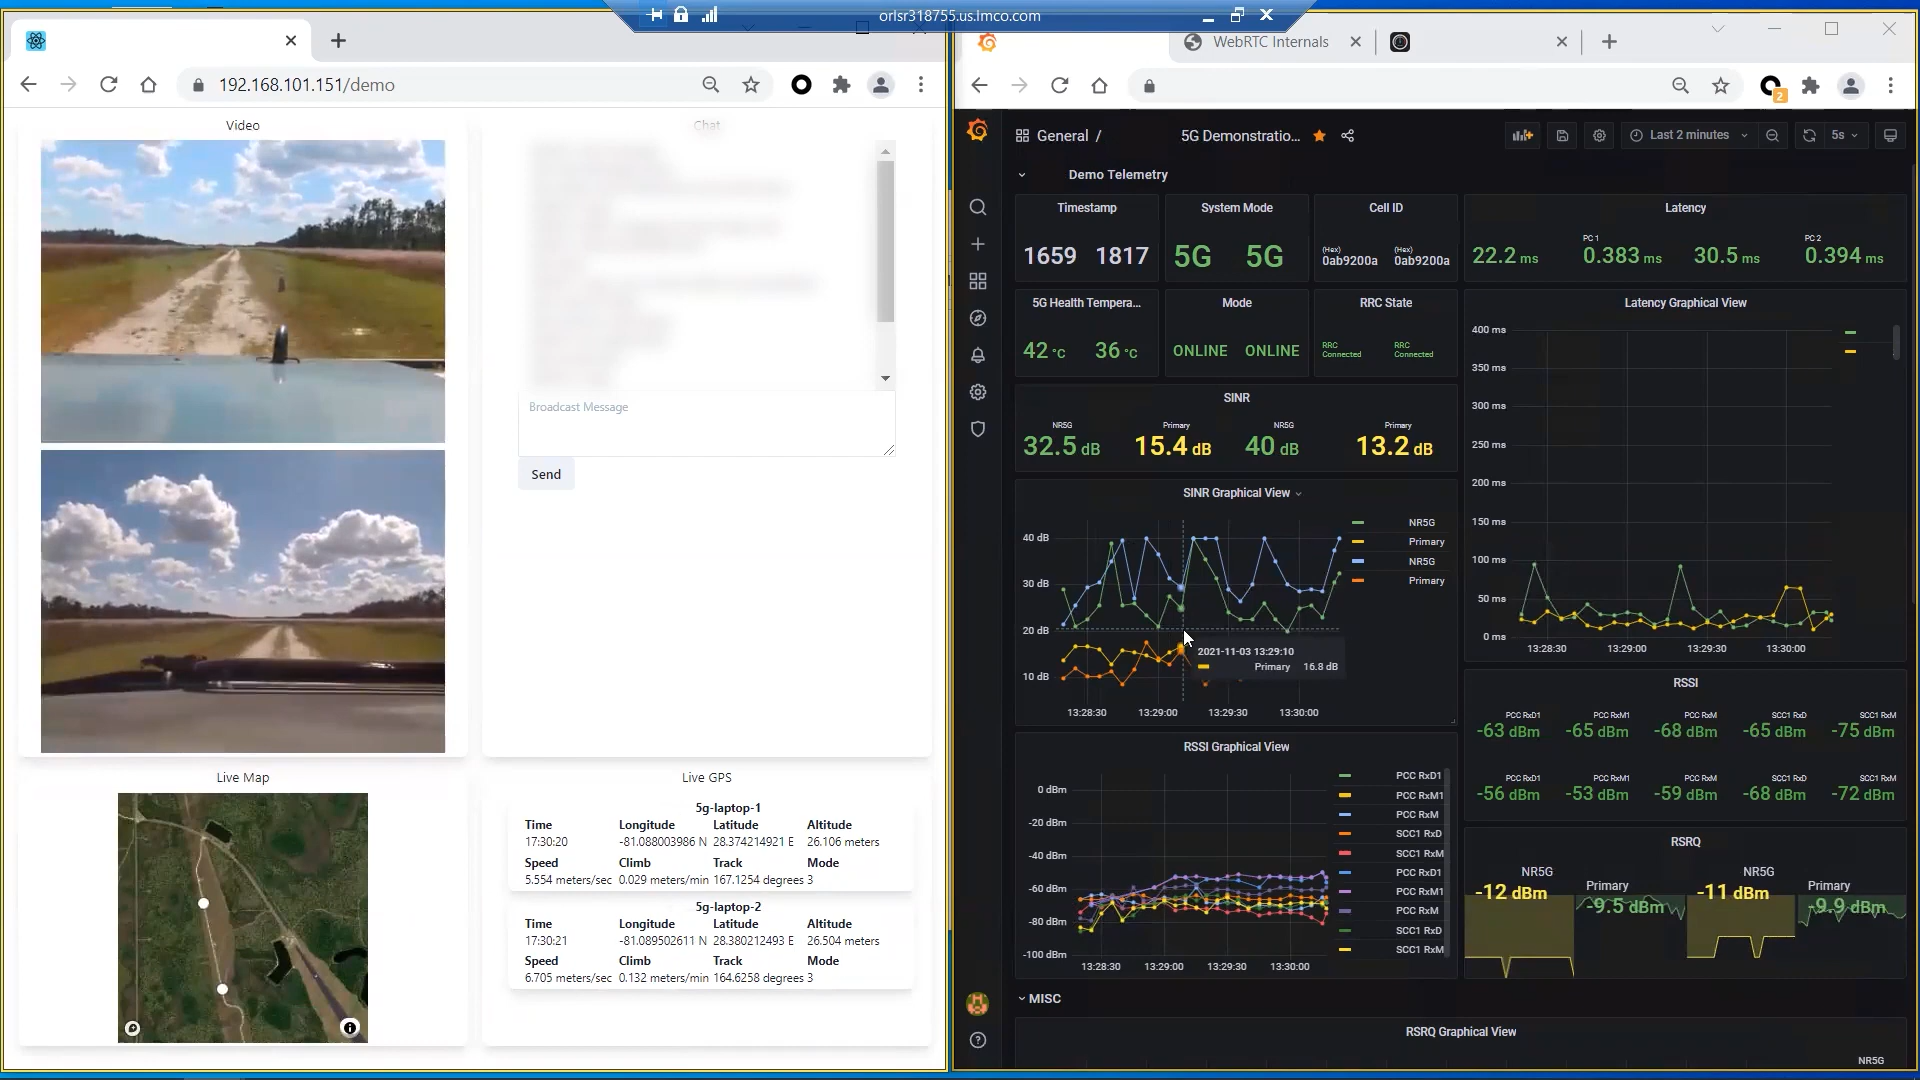 orlsr318755.us.lmco.com
192.168.101.151/demo
WebRTC Internals
2
Video
Chat
Broadcast Message
Send
Live Map
Live GPS
5g-laptop-1
Time Longitude Latitude Altitude
17:30:20 -81.088003986 N 28.374214921 E 26.106 meters
Speed Climb Track Mode
5.554 meters/sec 0.029 meters/min 167.1254 degrees 3
5g-laptop-2
Time Longitude Latitude Altitude
17:30:21 -81.089502611 N 28.380212493 E 26.504 meters
Speed Climb Track Mode
6.705 meters/sec 0.132 meters/min 164.6258 degrees 3
General / 5G Demonstratio...
Last 2 minutes
5s
Demo Telemetry
Timestamp
1659 1817
System Mode
5G 5G
Cell ID
(Hex) (Hex)
0ab9200a 0ab9200a
Latency
PC 1 PC 2
22.2 ms 0.383 ms 30.5 ms 0.394 ms
5G Health Tempera...
42 °C 36 °C
Mode
ONLINE ONLINE
RRC State
RRC RRC
Connected Connected
SINR
NR5G Primary NR5G Primary
32.5 dB 15.4 dB 40 dB 13.2 dB
Latency Graphical View
400 ms
350 ms
300 ms
250 ms
200 ms
150 ms
100 ms
50 ms
0 ms
13:28:30 13:29:00 13:29:30 13:30:00
SINR Graphical View
40 dB
30 dB
20 dB
10 dB
13:28:30 13:29:00 13:29:30 13:30:00
NR5G
Primary
NR5G
Primary
2021-11-03 13:29:10
Primary 16.8 dB
RSSI
PCC RxD1 PCC RxM1 PCC RxM SCC1 RxD SCC1 RxM
-63 dBm -65 dBm -68 dBm -65 dBm -75 dBm
PCC RxD1 PCC RxM1 PCC RxM SCC1 RxD SCC1 RxM
-56 dBm -53 dBm -59 dBm -68 dBm -72 dBm
RSSI Graphical View
0 dBm
-20 dBm
-40 dBm
-60 dBm
-80 dBm
-100 dBm
13:28:30 13:29:00 13:29:30 13:30:00
PCC RxD1
PCC RxM1
PCC RxM
SCC1 RxD
SCC1 RxM
PCC RxD1
PCC RxM1
PCC RxM
SCC1 RxD
SCC1 RxM
RSRQ
NR5G Primary NR5G Primary
-12 dBm -9.5 dBm -11 dBm -9.9 dBm
MISC
RSRQ Graphical View
NR5G